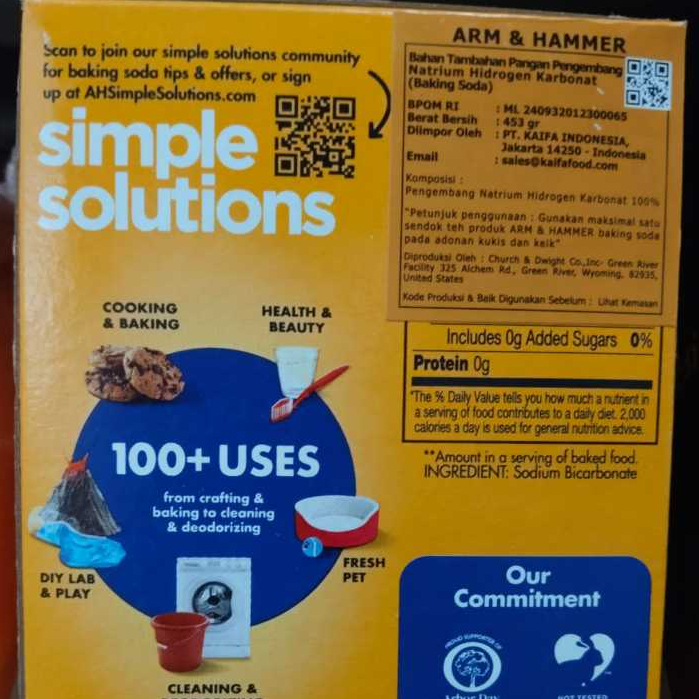 Scan to join our simple solutions community
for baking soda tips & offers, or sign
up at AHSimpleSolutions.com
simple
solutions
ARM & HAMMER
Bahan Tambahan Pangan Pengembang
Natrium Hidrogen Karbonat
(Baking Soda)
BPOM RI : ML 240932012300065
Berat Bersih : 453 gr
Diimpor Oleh : PT. KAIFA INDONESIA,
Jakarta 14250 - Indonesia
Email : sales@kaifafood.com
Komposisi :
Pengembang Natrium Hidrogen Karbonat 100%
"Petunjuk penggunaan : Gunakan maksimal satu
sendok teh produk ARM & HAMMER baking soda
pada adonan kukis dan keik"
Diproduksi Oleh : Church & Dwight Co.,Inc- Green River
Facility 325 Alchem Rd., Green River, Wyoming, 82935,
United States
Kode Produksi & Baik Digunakan Sebelum : Lihat Kemasan
Includes 0g Added Sugars 0%
Protein 0g
*The % Daily Value tells you how much a nutrient in
a serving of food contributes to a daily diet. 2,000
calories a day is used for general nutrition advice.
**Amount in a serving of baked food.
INGREDIENT: Sodium Bicarbonate
COOKING
& BAKING
HEALTH &
BEAUTY
100+ USES
from crafting &
baking to cleaning
& deodorizing
DIY LAB
& PLAY
FRESH
PET
CLEANING &
Our
Commitment
PROUD SUPPORTER OF
Arbor Day
NOT TESTED